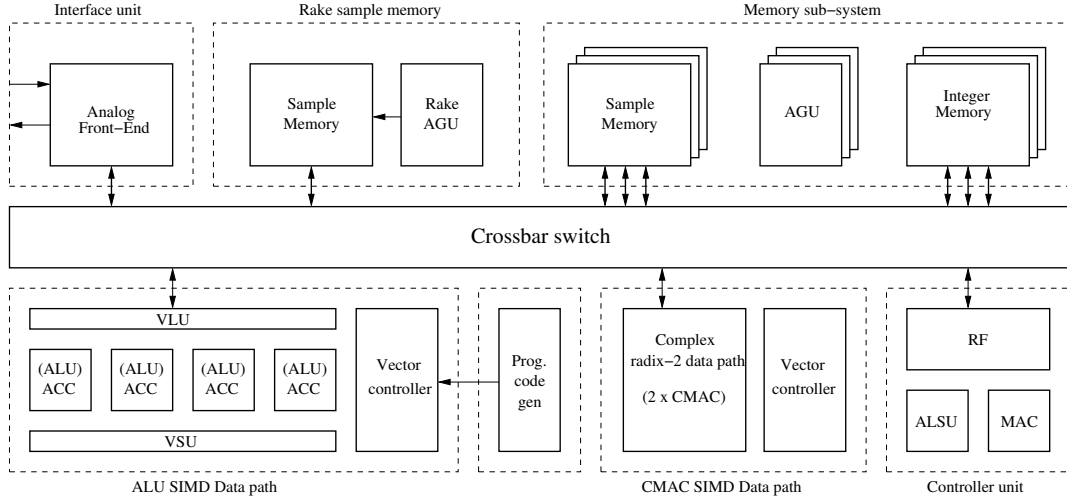 Interface unit
Rake sample memory
Memory sub−system
Analog
Front−End
Sample
Memory
Rake
AGU
Sample
Memory
AGU
Integer
Memory
Crossbar switch
VLU
(ALU)
ACC
(ALU)
ACC
(ALU)
ACC
(ALU)
ACC
VSU
Vector
controller
Prog.
code
gen
Complex
radix−2 data path
(2 x CMAC)
Vector
controller
RF
ALSU
MAC
ALU SIMD Data path
CMAC SIMD Data path
Controller unit